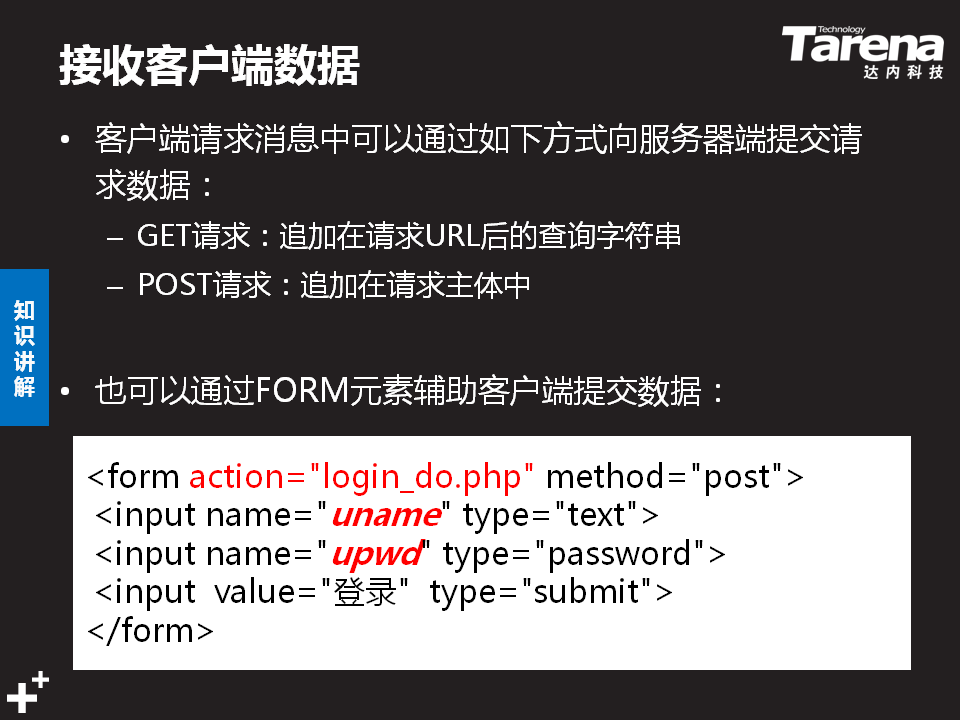 接收客户端数据
Technology
Tarena
达内科技
• 客户端请求消息中可以通过如下方式向服务器端提交请
求数据：
– GET请求：追加在请求URL后的查询字符串
– POST请求：追加在请求主体中
知识讲解
• 也可以通过FORM元素辅助客户端提交数据：
<form action="login_do.php" method="post">
<input name="uname" type="text">
<input name="upwd" type="password">
<input  value="登录"  type="submit">
</form>